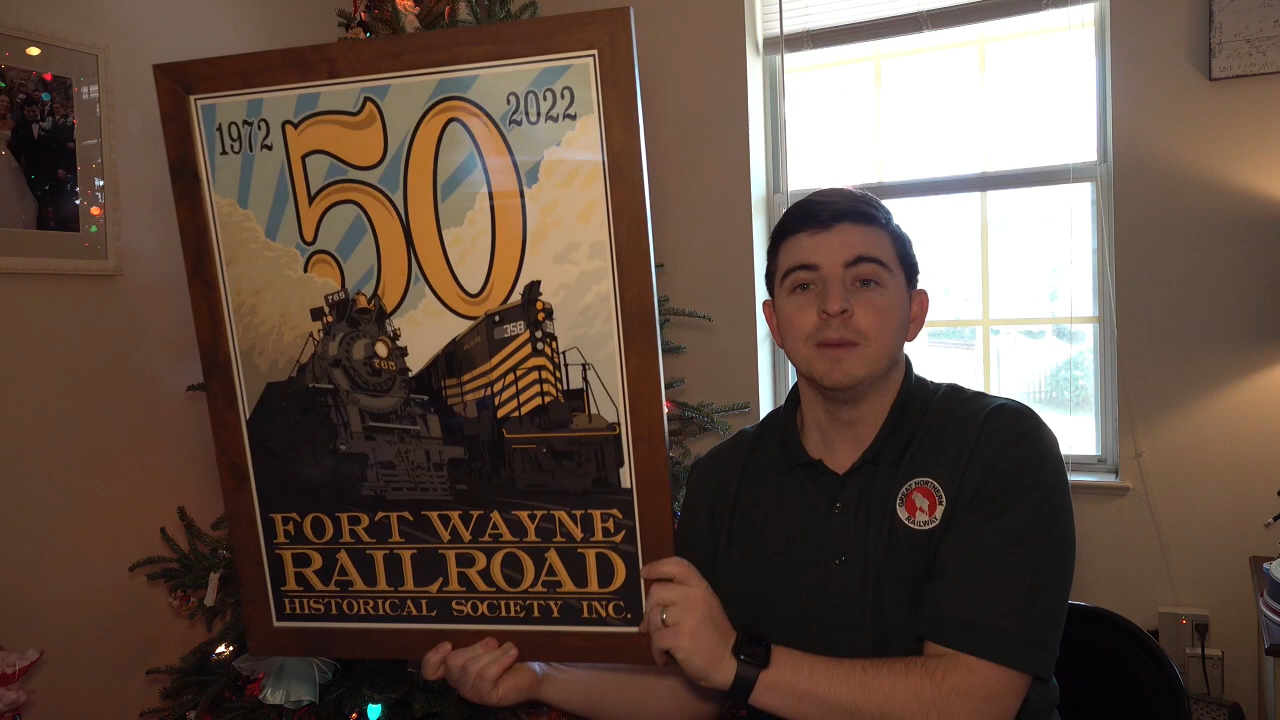 1972
50
2022
765
765
358
FORT WAYNE
RAILROAD
HISTORICAL SOCIETY INC.
GREAT NORTHERN
RAILWAY